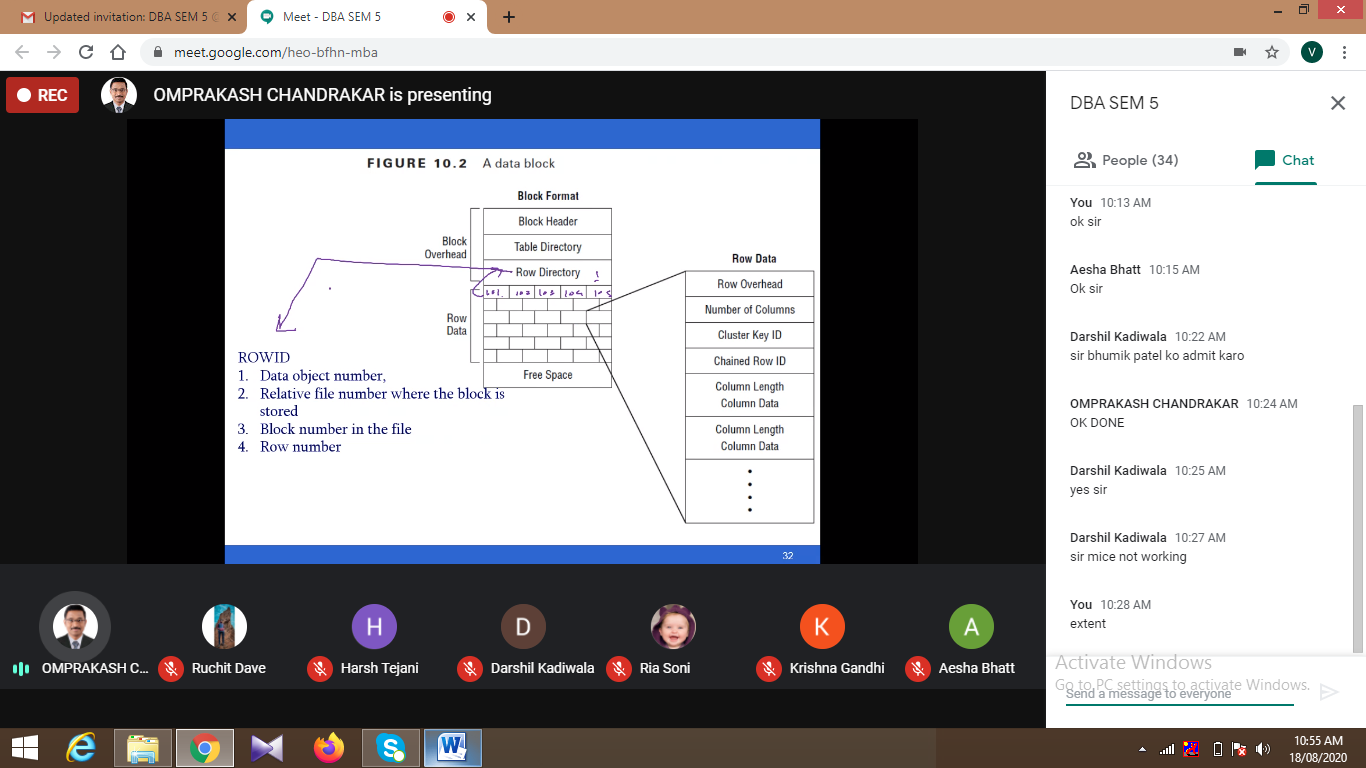 Updated invitation: DBA SEM 5
Meet - DBA SEM 5
meet.google.com/heo-bfhn-mba
V
REC
OMPRAKASH CHANDRAKAR is presenting
FIGURE 10.2 A data block
Block Format
Block Header
Block Overhead
Table Directory
Row Directory
1
101 102 103 104 105
Row Data
Free Space
Row Data
Row Overhead
Number of Columns
Cluster Key ID
Chained Row ID
Column Length
Column Data
Column Length
Column Data
ROWID
1. Data object number,
2. Relative file number where the block is
stored
3. Block number in the file
4. Row number
32
H
D
K
A
OMPRAKASH C...
Ruchit Dave
Harsh Tejani
Darshil Kadiwala
Ria Soni
Krishna Gandhi
Aesha Bhatt
DBA SEM 5
People (34)
Chat
You 10:13 AM
ok sir
Aesha Bhatt 10:15 AM
Ok sir
Darshil Kadiwala 10:22 AM
sir bhumik patel ko admit karo
OMPRAKASH CHANDRAKAR 10:24 AM
OK DONE
Darshil Kadiwala 10:25 AM
yes sir
Darshil Kadiwala 10:27 AM
sir mice not working
You 10:28 AM
extent
Activate Windows
Go to PC settings to activate Windows.
Send a message to everyone
10:55 AM
18/08/2020